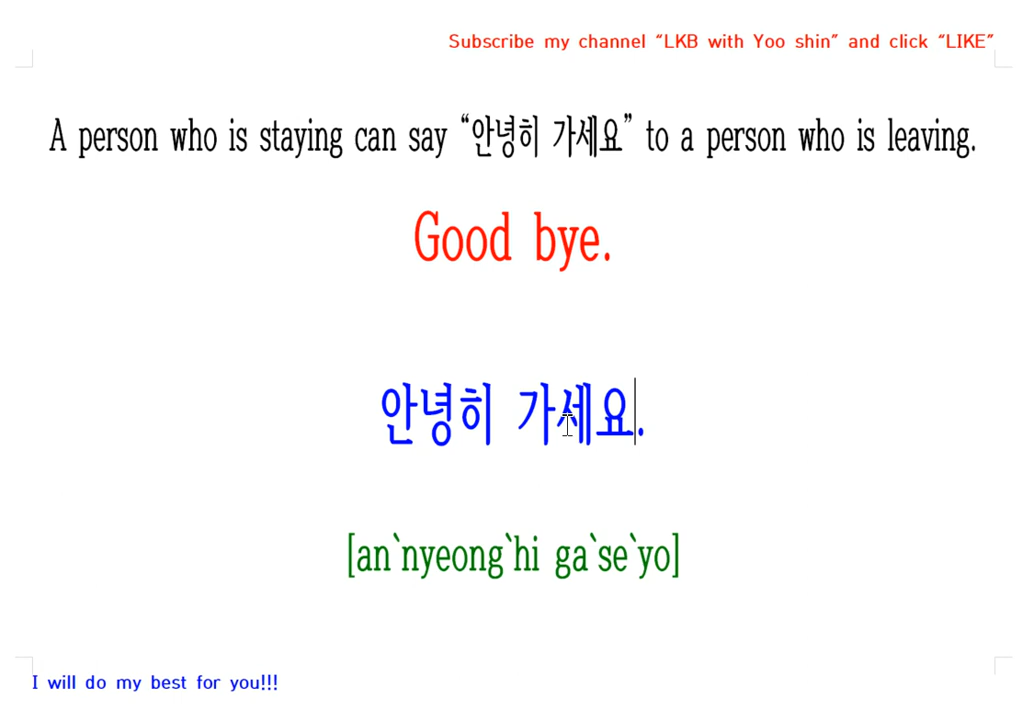 Subscribe my channel “LKB with Yoo shin” and click “LIKE”
A person who is staying can say “안녕히 가세요” to a person who is leaving.
Good bye.
안녕히 가세요.
[an`nyeong`hi ga`se`yo]
I will do my best for you!!!